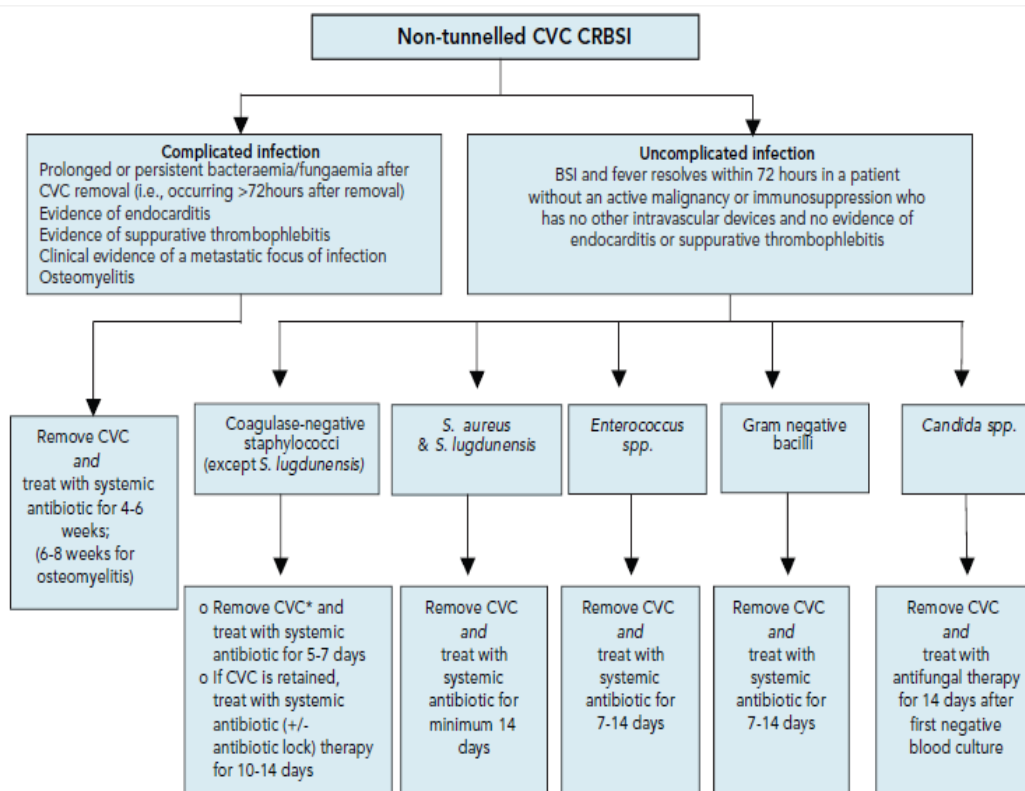 Non-tunnelled CVC CRBSI
Complicated infection
Prolonged or persistent bacteraemia/fungaemia after
CVC removal (i.e., occurring >72hours after removal)
Evidence of endocarditis
Evidence of suppurative thrombophlebitis
Clinical evidence of a metastatic focus of infection
Osteomyelitis
Uncomplicated infection
BSI and fever resolves within 72 hours in a patient
without an active malignancy or immunosuppression who
has no other intravascular devices and no evidence of
endocarditis or suppurative thrombophlebitis
Remove CVC
and
treat with systemic
antibiotic for 4-6
weeks;
(6-8 weeks for
osteomyelitis)
Coagulase-negative
staphylococci
(except S. lugdunensis)
S. aureus
& S. lugdunensis
Enterococcus
spp.
Gram negative
bacilli
Candida spp.
o Remove CVC* and
treat with systemic
antibiotic for 5-7 days
o If CVC is retained,
treat with systemic
antibiotic (+/-
antibiotic lock) therapy
for 10-14 days
Remove CVC
and
treat with
systemic
antibiotic for
minimum 14
days
Remove CVC
and
treat with
systemic
antibiotic for
7-14 days
Remove CVC
and
treat with
systemic
antibiotic for
7-14 days
Remove CVC
and
treat with
antifungal therapy
for 14 days after
first negative
blood culture